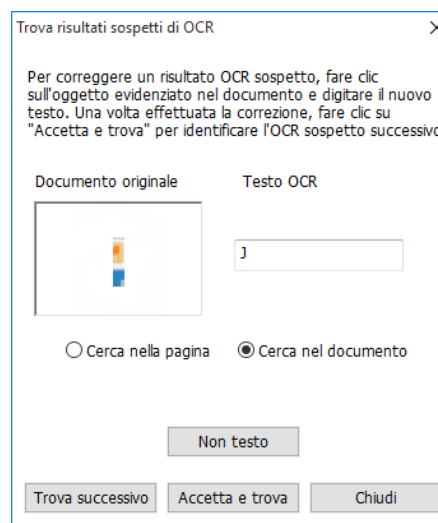 Trova risultati sospetti di OCR
Per correggere un risultato OCR sospetto, fare clic
sull'oggetto evidenziato nel documento e digitare il nuovo
testo. Una volta effettuata la correzione, fare clic su
"Accetta e trova" per identificare l'OCR sospetto successivo
Documento originale Testo OCR
J
Cerca nella pagina Cerca nel documento
Non testo
Trova successivo Accetta e trova Chiudi